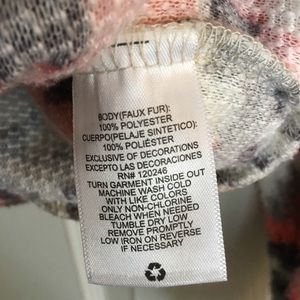 BODY(FAUX FUR):
100% POLYESTER
CUERPO(PELAJE SINTETICO):
100% POLIÉSTER
EXCLUSIVE OF DECORATIONS
EXCEPTO LAS DECORACIONES
RN# 120246
TURN GARMENT INSIDE OUT
MACHINE WASH COLD
WITH LIKE COLORS
ONLY NON-CHLORINE
BLEACH WHEN NEEDED
TUMBLE DRY LOW
REMOVE PROMPTLY
LOW IRON ON REVERSE
IF NECESSARY